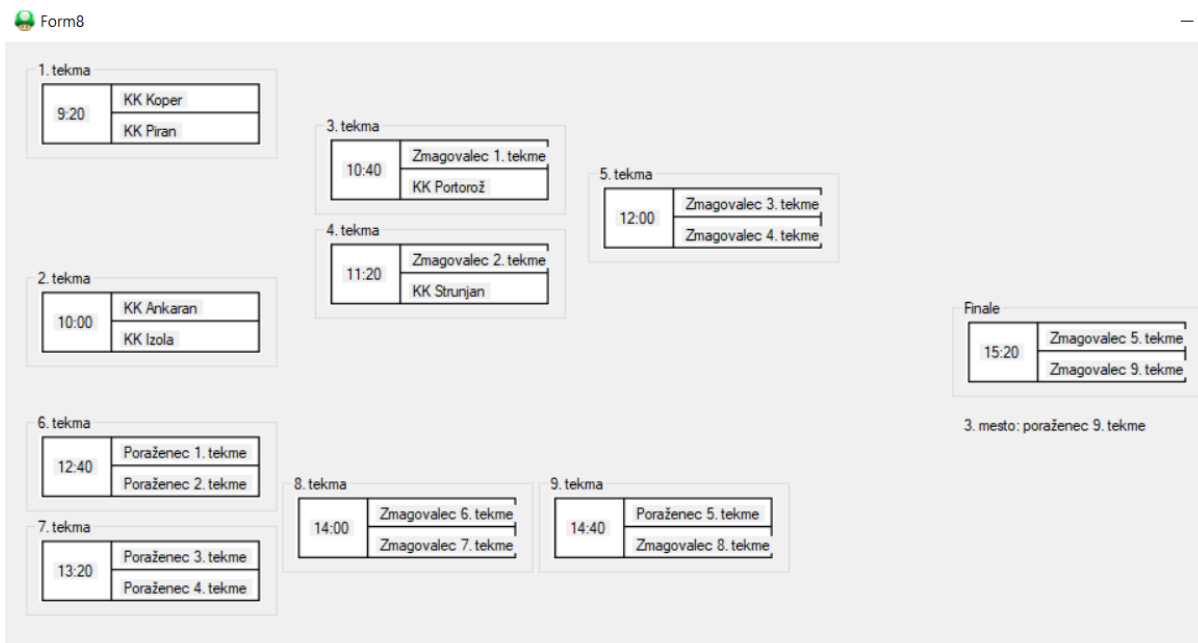 Form8
1. tekma
9:20
KK Koper
KK Piran
2. tekma
10:00
KK Ankaran
KK Izola
3. tekma
10:40
Zmagovalec 1. tekme
KK Portorož
4. tekma
11:20
Zmagovalec 2. tekme
KK Strunjan
5. tekma
12:00
Zmagovalec 3. tekme
Zmagovalec 4. tekme
Finale
15:20
Zmagovalec 5. tekme
Zmagovalec 9. tekme
3. mesto: poraženec 9. tekme
6. tekma
12:40
Poraženec 1. tekme
Poraženec 2. tekme
7. tekma
13:20
Poraženec 3. tekme
Poraženec 4. tekme
8. tekma
14:00
Zmagovalec 6. tekme
Zmagovalec 7. tekme
9. tekma
14:40
Poraženec 5. tekme
Zmagovalec 8. tekme